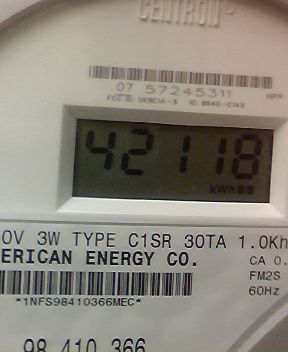 CENTRON
07 57245311
42118
kWh
0V 3W TYPE C1SR 30TA 1.0Kh
ERICAN ENERGY CO.
CA 0.
FM2S
60Hz
*1NFS98410366MEC*
98 410 366